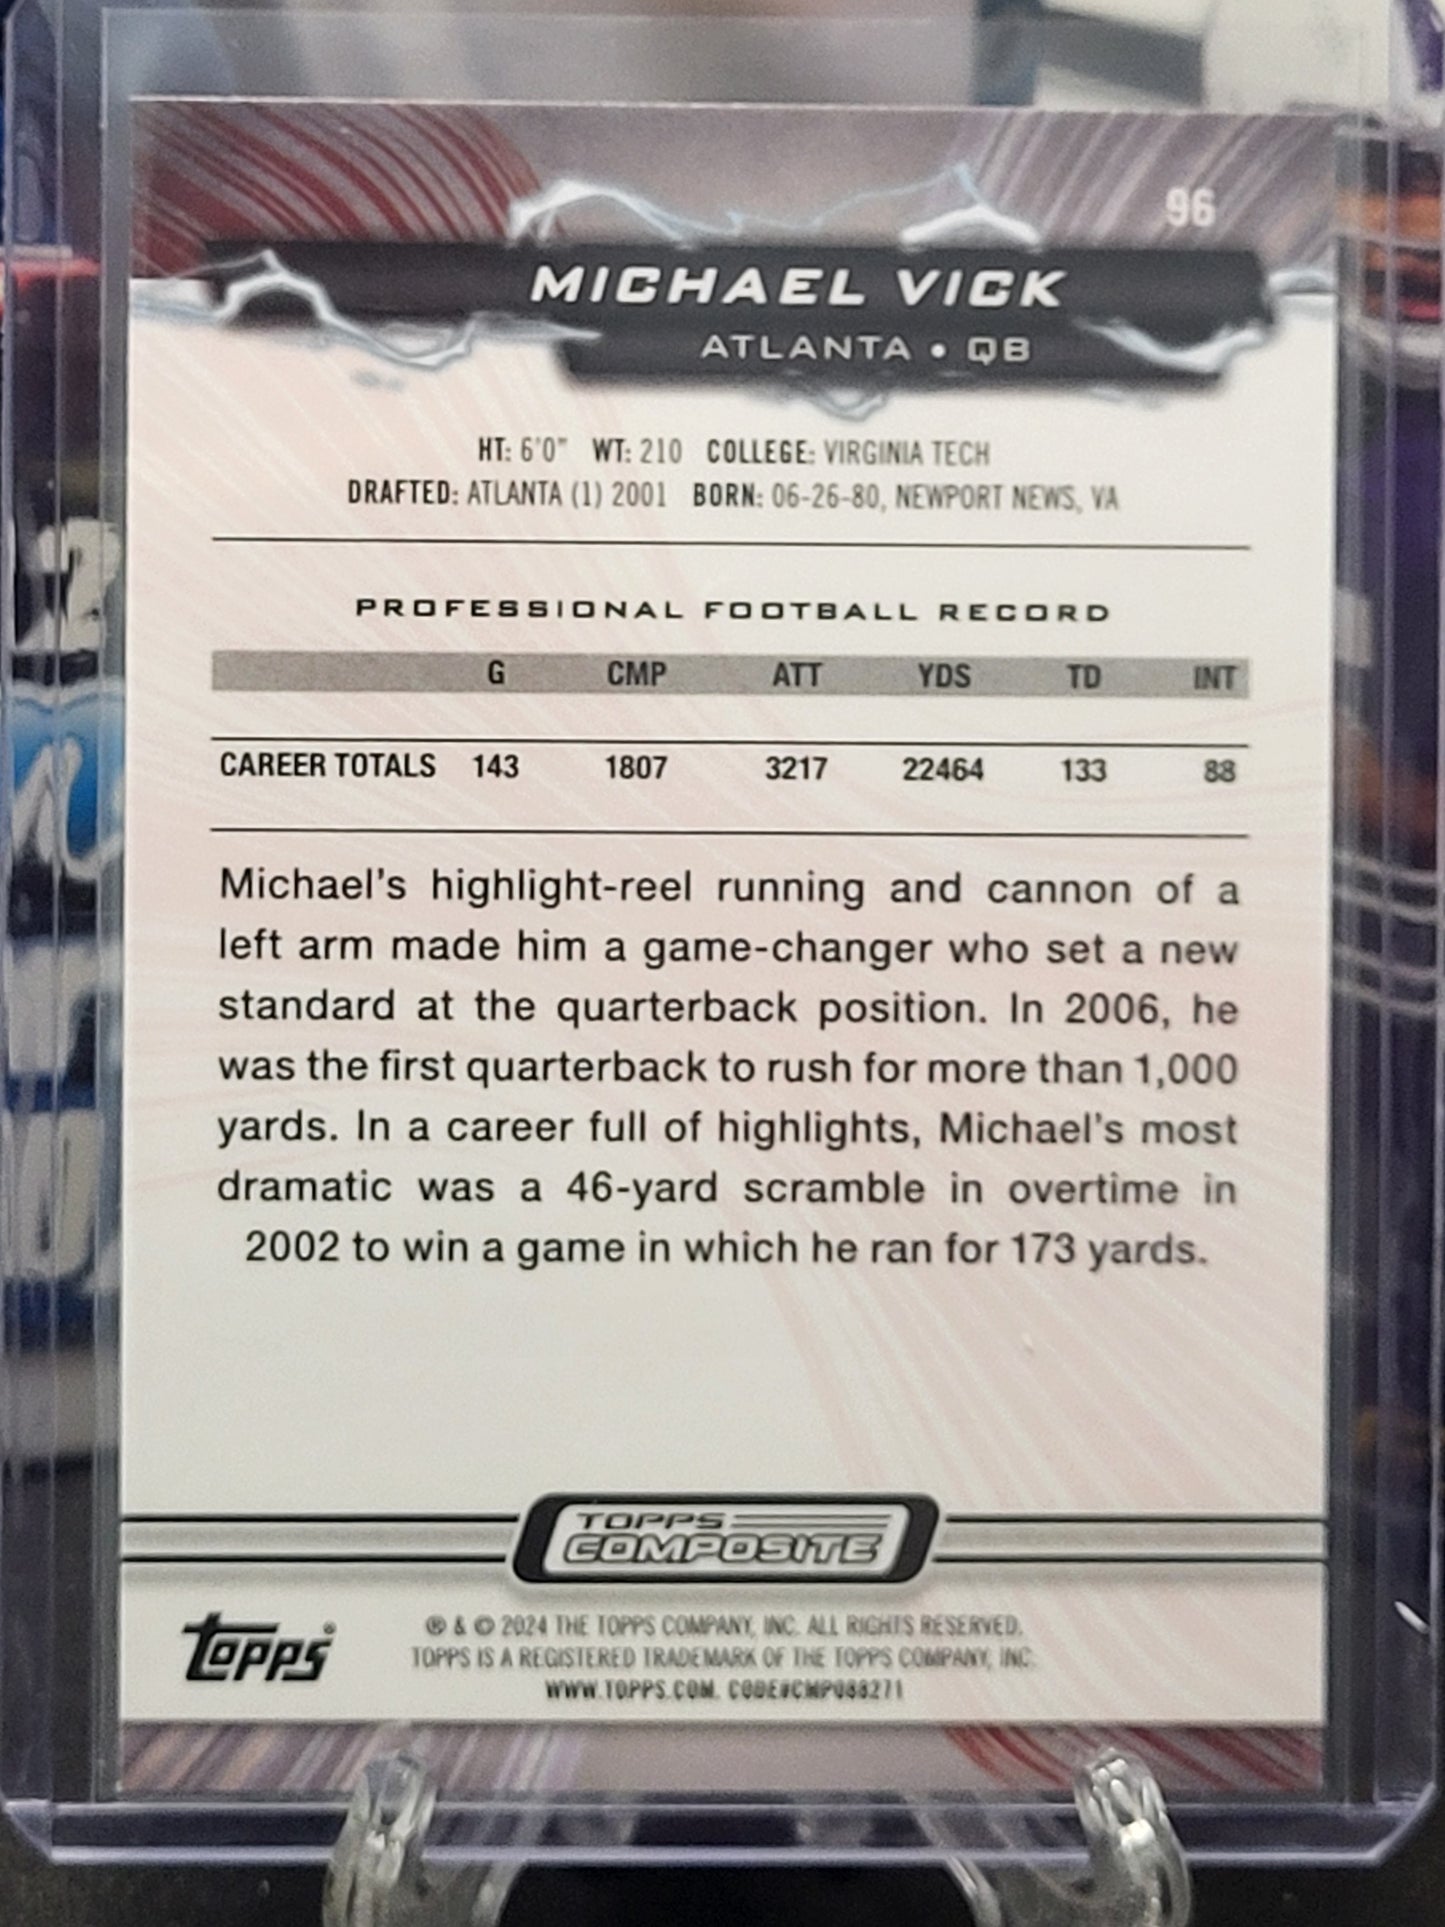 96
MICHAEL VICK
ATLANTA • QB
HT: 6'0" WT: 210 COLLEGE: VIRGINIA TECH
DRAFTED: ATLANTA (1) 2001 BORN: 06-26-80, NEWPORT NEWS, VA
PROFESSIONAL FOOTBALL RECORD
G CMP ATT YDS TD INT
CAREER TOTALS 143 1807 3217 22464 133 88
Michael's highlight-reel running and cannon of a
left arm made him a game-changer who set a new
standard at the quarterback position. In 2006, he
was the first quarterback to rush for more than 1,000
yards. In a career full of highlights, Michael's most
dramatic was a 46-yard scramble in overtime in
2002 to win a game in which he ran for 173 yards.
TOPPS
COMPOSITE
topps®
® & © 2024 THE TOPPS COMPANY, INC. ALL RIGHTS RESERVED.
TOPPS IS A REGISTERED TRADEMARK OF THE TOPPS COMPANY, INC.
WWW.TOPPS.COM. CODE#CMP088271